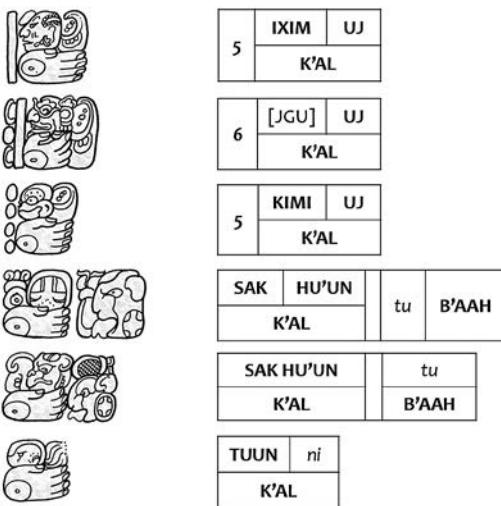 5 IXIM UJ
K’AL
6 [JGU] UJ
K’AL
5 KIMI UJ
K’AL
SAK HU’UN tu B’AAH
K’AL
SAK HU’UN tu
K’AL B’AAH
TUUN ni
K’AL